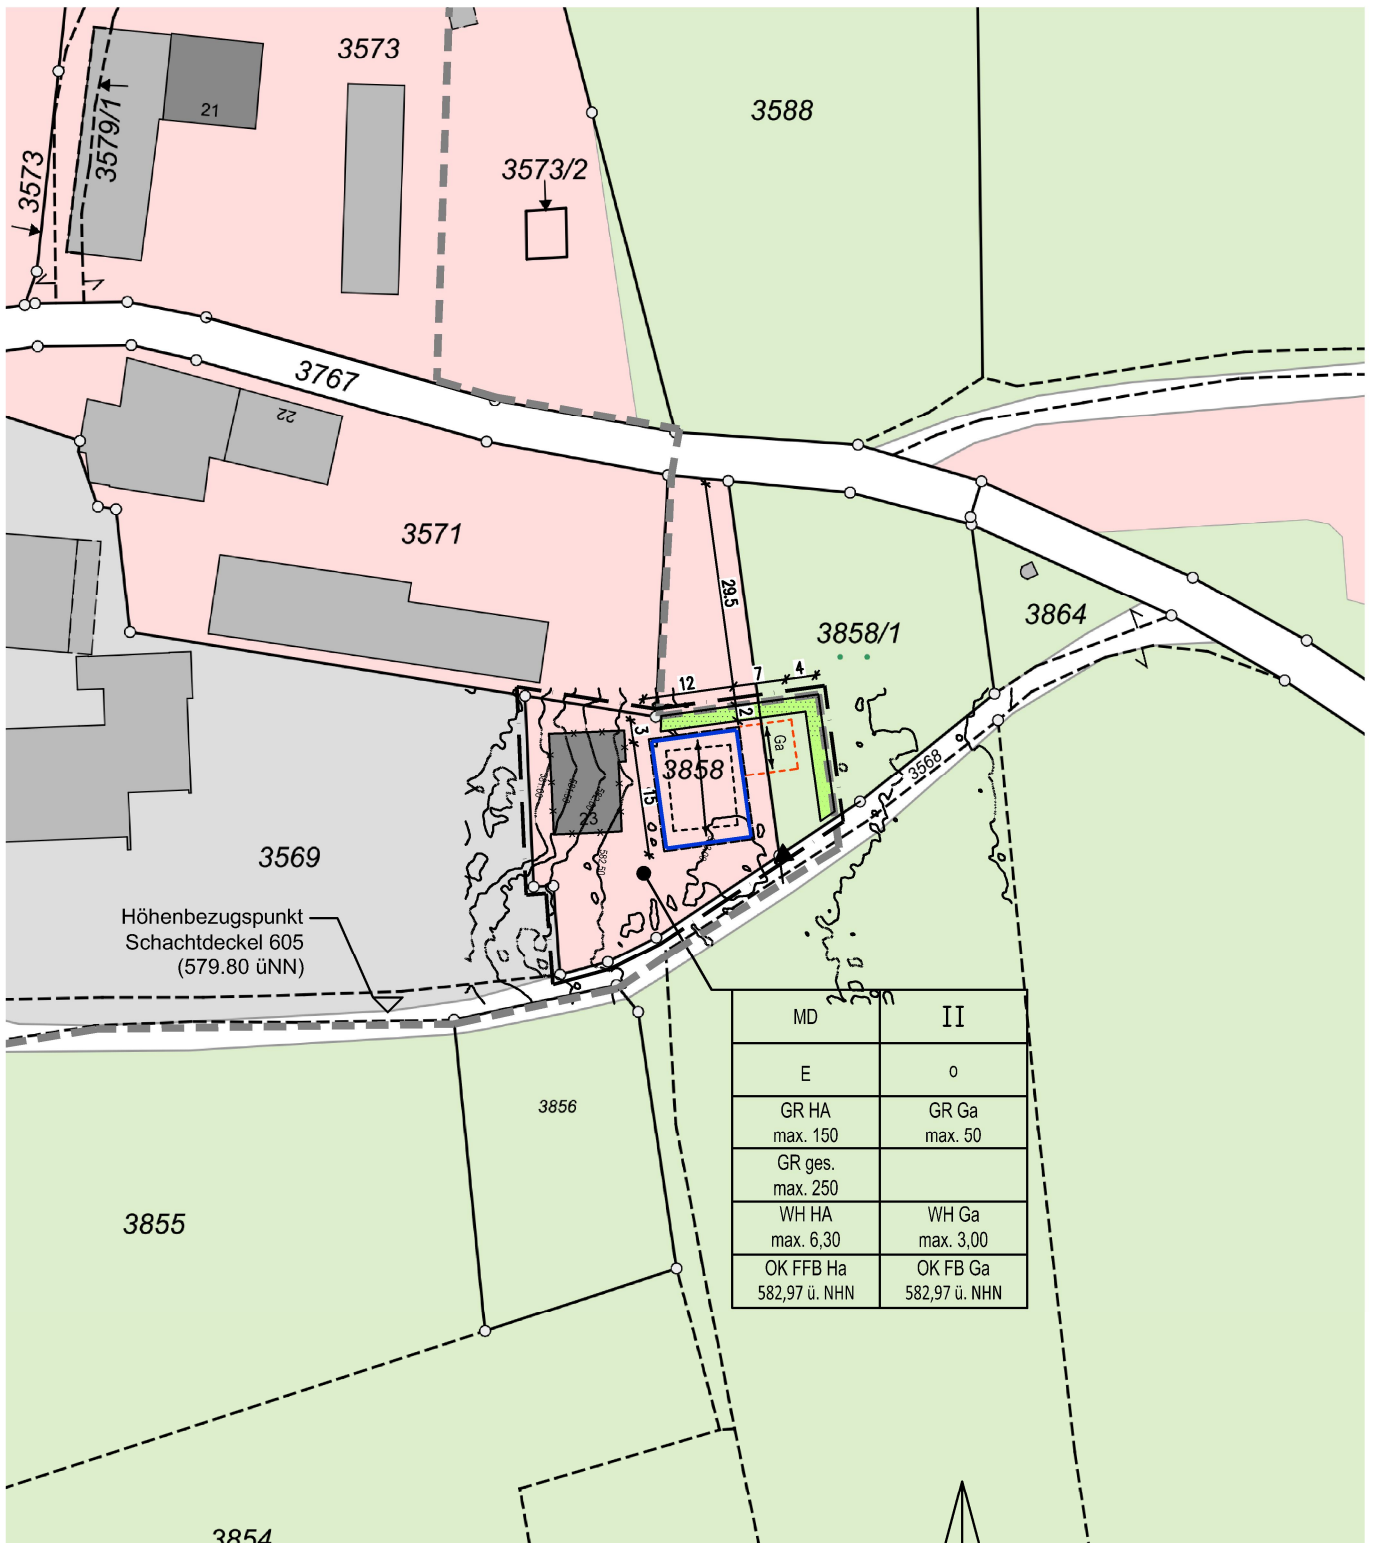 3573
3588
21
3579/1
3573
3573/2
3767
22
3571
29.5
3864
3858/1
4
7
12
2
3
Ga
3858
3568
15
23
582.50
3569
Höhenbezugspunkt
Schachtdeckel 605
(579.80 üNN)
MD
II
E
o
3856
GR HA
max. 150
GR Ga
max. 50
GR ges.
max. 250
3855
WH HA
max. 6,30
WH Ga
max. 3,00
OK FFB Ha
582,97 ü. NHN
OK FB Ga
582,97 ü. NHN
3854